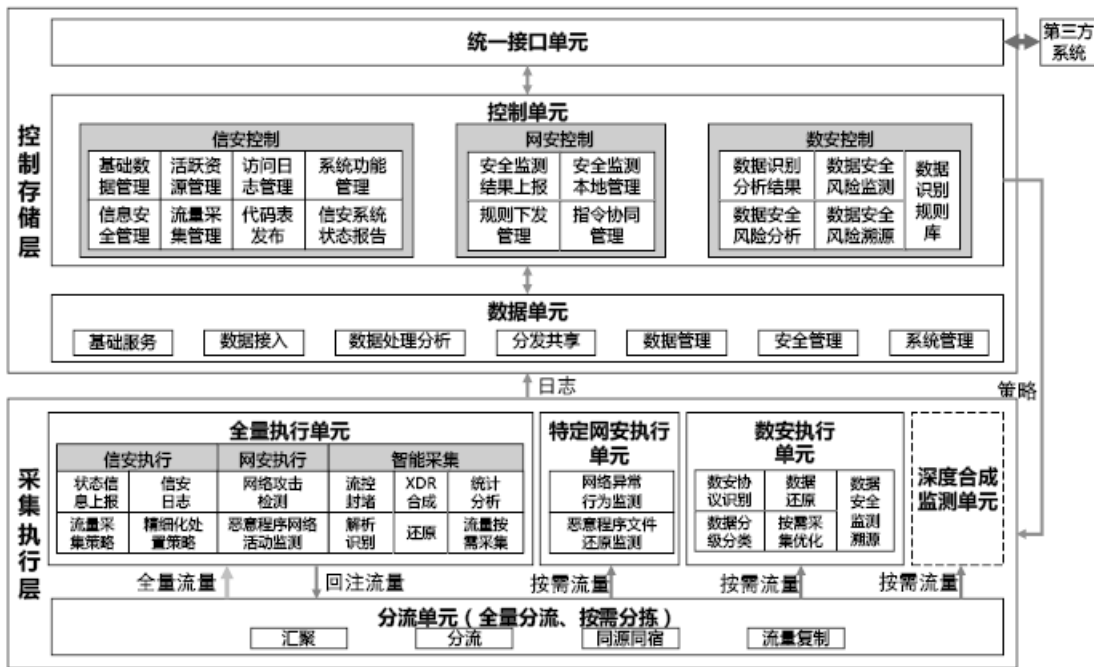 统一接口单元
第三方
系统
控制存储层
控制单元
信安控制
基础数
据管理
活跃资
源管理
访问日
志管理
系统功能
管理
信息安
全管理
流量采
集管理
代码表
发布
信安系统
状态报告
网安控制
安全监测
结果上报
安全监测
本地管理
规则下发
管理
指令协同
管理
数安控制
数据识别
分析结果
数据安全
风险监测
数据安全
风险分析
数据安全
风险溯源
数据
识别
规则
库
数据单元
基础服务
数据接入
数据处理分析
分发共享
数据管理
安全管理
系统管理
日志
策略
采集执行层
全量执行单元
信安执行
状态信
息上报
信安
日志
流量采
集策略
精细化处
置策略
网安执行
网络攻击
检测
恶意程序网络
活动监测
智能采集
流控
封堵
XDR
合成
统计
分析
解析
识别
还原
流量按
需采集
特定网安执行
单元
网络异常
行为监测
恶意程序文件
还原监测
数安执行
单元
数安协
议识别
数据
还原
数据分
级分类
按需采
集优化
数据
安全
监测
溯源
深度合成
监测单元
全量流量
回注流量
按需流量
按需流量
按需流量
分流单元（全量分流、按需分拣）
汇聚
分流
同源同宿
流量复制